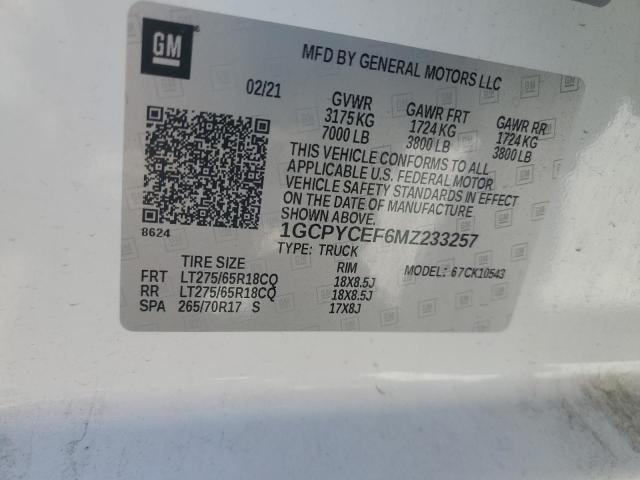 GM
MFD BY GENERAL MOTORS LLC
02/21
GVWR GAWR FRT GAWR RR
3175 KG 1724 KG 1724 KG
7000 LB 3800 LB 3800 LB
THIS VEHICLE CONFORMS TO ALL
APPLICABLE U.S. FEDERAL MOTOR
VEHICLE SAFETY STANDARDS IN EFFECT
ON THE DATE OF MANUFACTURE
SHOWN ABOVE.
8624
1GCPYCEF6MZ233257
TYPE: TRUCK
TIRE SIZE RIM MODEL: 67CK10543
FRT LT275/65R18CQ 18X8.5J
RR LT275/65R18CQ 18X8.5J
SPA 265/70R17 S 17X8J